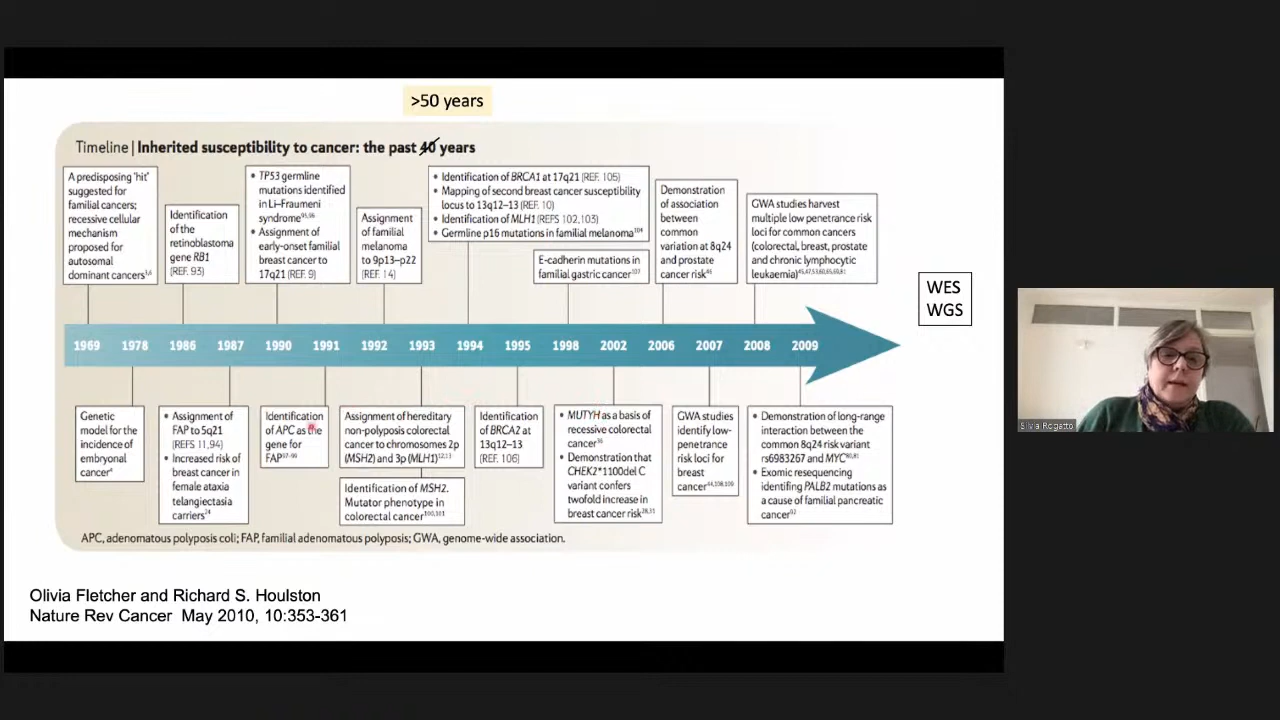 >50 years
Timeline | Inherited susceptibility to cancer: the past 40 years
A predisposing 'hit'
suggested for
familial cancers;
recessive cellular
mechanism
proposed for
autosomal
dominant cancers
Identification
of the
retinoblastoma
gene RB1
(REF. 93)
• TP53 germline
mutations identified
in Li–Fraumeni
syndrome
• Assignment of
early-onset familial
breast cancer to
17q21 (REF. 9)
Assignment
of familial
melanoma
to 9p13–p22
(REF. 14)
• Identification of BRCA1 at 17q21 (REF. 105)
• Mapping of second breast cancer susceptibility
locus to 13q12–13 (REF. 10)
• Identification of MLH1 (REFS 102,103)
• Germline p16 mutations in familial melanoma
E-cadherin mutations in
familial gastric cancer
Demonstration
of association
between
common
variation at 8q24
and prostate
cancer risk
GWA studies harvest
multiple low penetrance risk
loci for common cancers
(colorectal, breast, prostate
and chronic lymphocytic
leukaemia)
WES
WGS
1969 1978 1986 1987 1990 1991 1992 1993 1994 1995 1998 2002 2006 2007 2008 2009
Genetic
model for the
incidence of
embryonal
cancer
• Assignment of
FAP to 5q21
(REFS 11,94)
• Increased risk of
breast cancer in
female ataxia
telangiectasia
carriers
Identification
of APC as the
gene for
FAP
Assignment of hereditary
non-polyposis colorectal
cancer to chromosomes 2p
(MSH2) and 3p (MLH1)
Identification of MSH2.
Mutator phenotype in
colorectal cancer
Identification
of BRCA2 at
13q12–13
(REF. 106)
• MUTYH as a basis of
recessive colorectal
cancer
• Demonstration that
CHEK2*1100del C
variant confers
twofold increase in
breast cancer risk
GWA studies
identify low-
penetrance
risk loci for
breast
cancer
• Demonstration of long-range
interaction between the
common 8q24 risk variant
rs6983267 and MYC
• Exomic resequencing
identifing PALB2 mutations as
a cause of familial pancreatic
cancer
APC, adenomatous polyposis coli; FAP, familial adenomatous polyposis; GWA, genome-wide association.
Olivia Fletcher and Richard S. Houlston
Nature Rev Cancer May 2010, 10:353-361
Silvia Rogatto